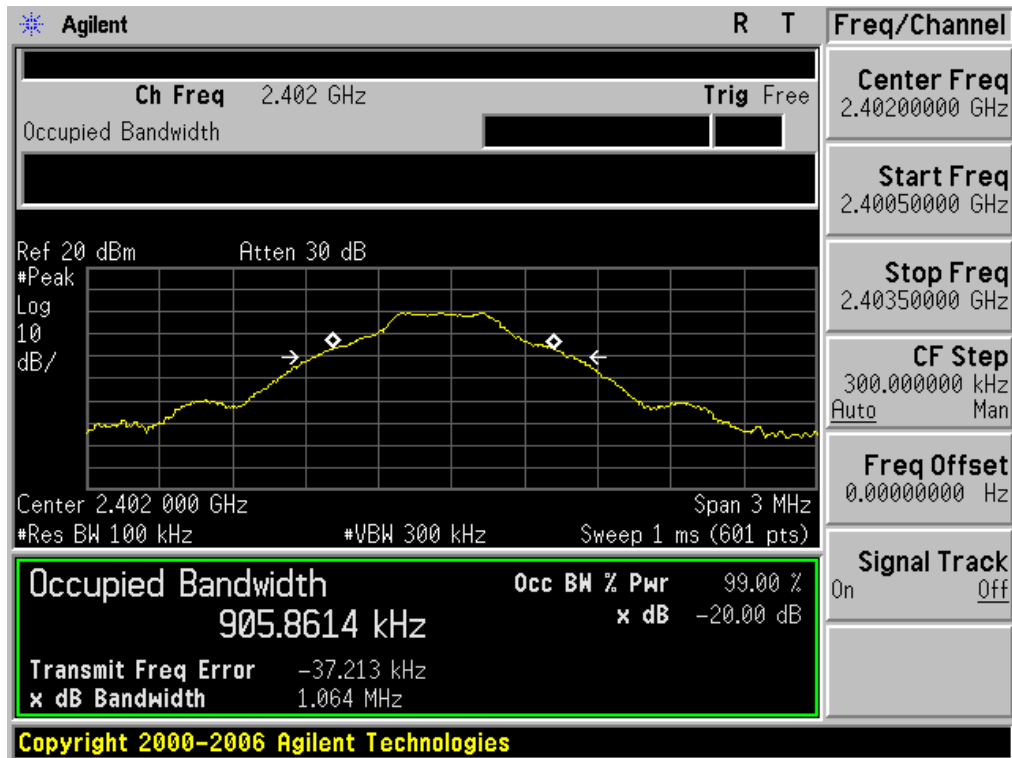 Agilent R T
Freq/Channel
Ch Freq 2.402 GHz Trig Free
Occupied Bandwidth
Center Freq
2.40200000 GHz
Start Freq
2.40050000 GHz
Stop Freq
2.40350000 GHz
CF Step
300.000000 kHz
Auto Man
Freq Offset
0.00000000 Hz
Signal Track
On Off
Ref 20 dBm Atten 30 dB
#Peak
Log
10
dB/
Center 2.402 000 GHz Span 3 MHz
#Res BW 100 kHz #VBW 300 kHz Sweep 1 ms (601 pts)
Occupied Bandwidth
905.8614 kHz
Occ BW % Pwr 99.00 %
x dB -20.00 dB
Transmit Freq Error -37.213 kHz
x dB Bandwidth 1.064 MHz
Copyright 2000-2006 Agilent Technologies